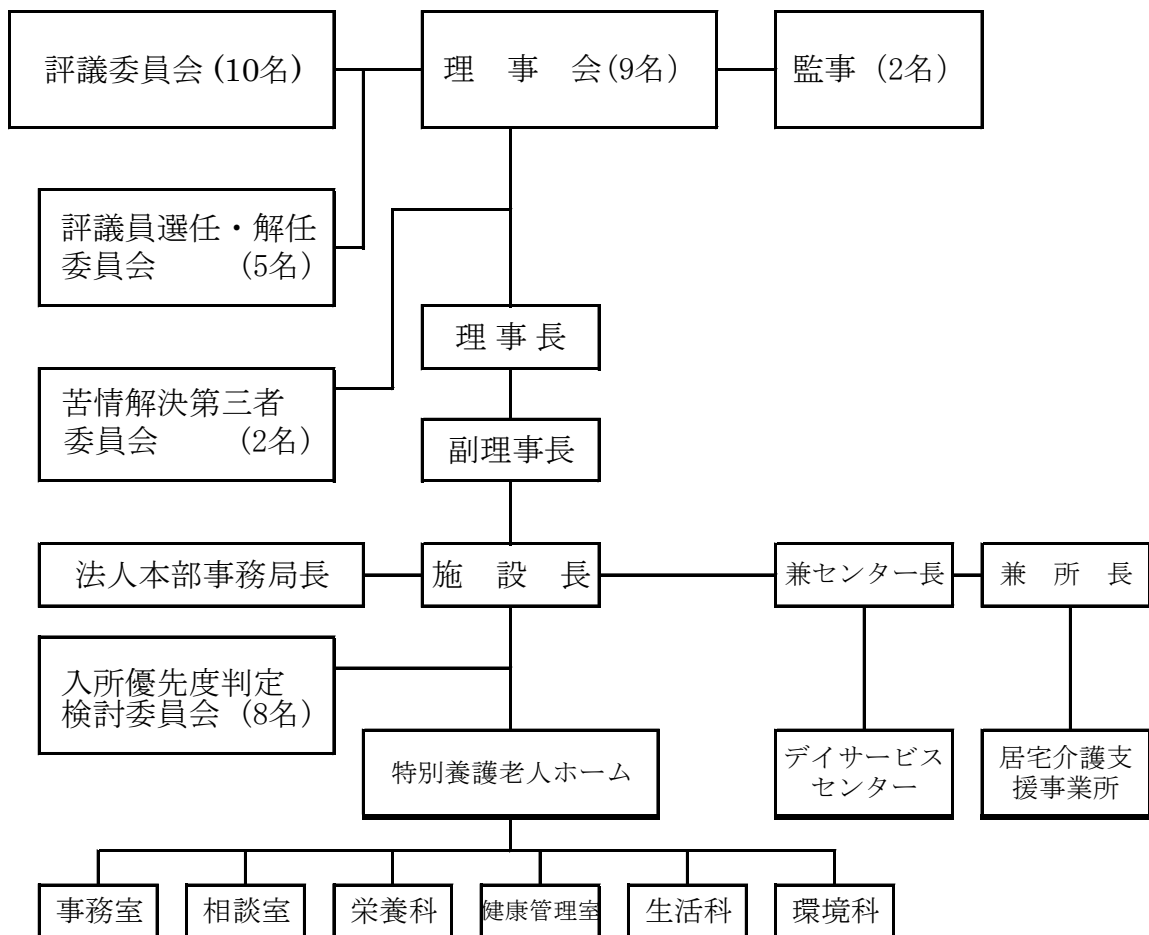 評議委員会 (10名)
理 事 会(9名)
監事 (2名)
評議員選任・解任
委員会 (5名)
理 事 長
苦情解決第三者
委員会 (2名)
副理事長
法人本部事務局長
施 設 長
兼センター長
兼 所 長
入所優先度判定
検討委員会 (8名)
特別養護老人ホーム
デイサービス
センター
居宅介護支
援事業所
事務室
相談室
栄養科
健康管理室
生活科
環境科